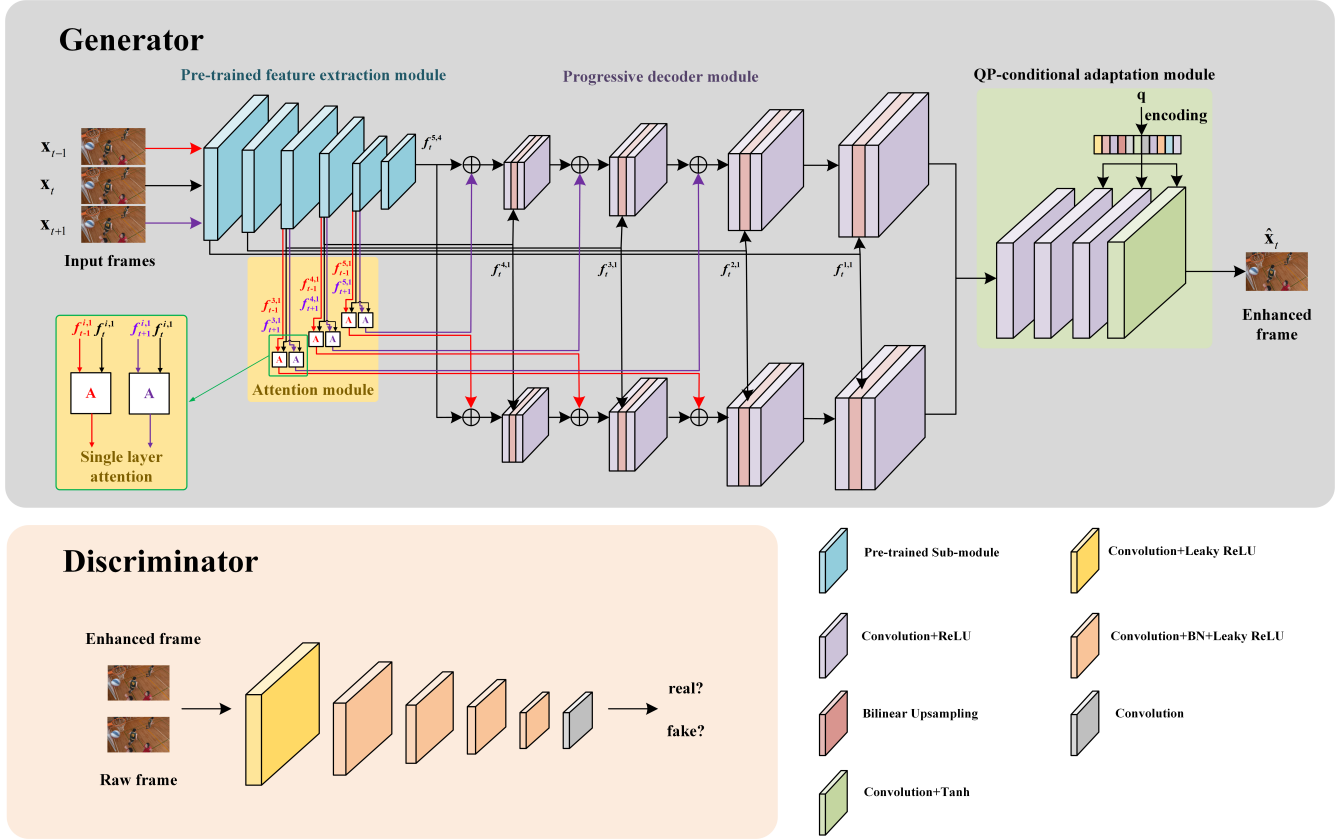 Generator
Pre-trained feature extraction module
Progressive decoder module
QP-conditional adaptation module
q
encoding
x_{t-1}
x_t
x_{t+1}
Input frames
f_t^{5,4}
f_t^{4,1}
f_t^{3,1}
f_t^{2,1}
f_t^{1,1}
f_{t-1}^{5,1}
f_{t+1}^{5,1}
f_{t-1}^{4,1}
f_{t+1}^{4,1}
f_{t-1}^{3,1}
f_{t+1}^{3,1}
A A
A A
A A
Attention module
f_{t-1}^{i,1} f_t^{i,1} f_{t+1}^{i,1} f_t^{i,1}
A A
Single layer
attention
x̂_t
Enhanced
frame
Discriminator
Enhanced frame
Raw frame
real?
fake?
Pre-trained Sub-module
Convolution+ReLU
Bilinear Upsampling
Convolution+Tanh
Convolution+Leaky ReLU
Convolution+BN+Leaky ReLU
Convolution